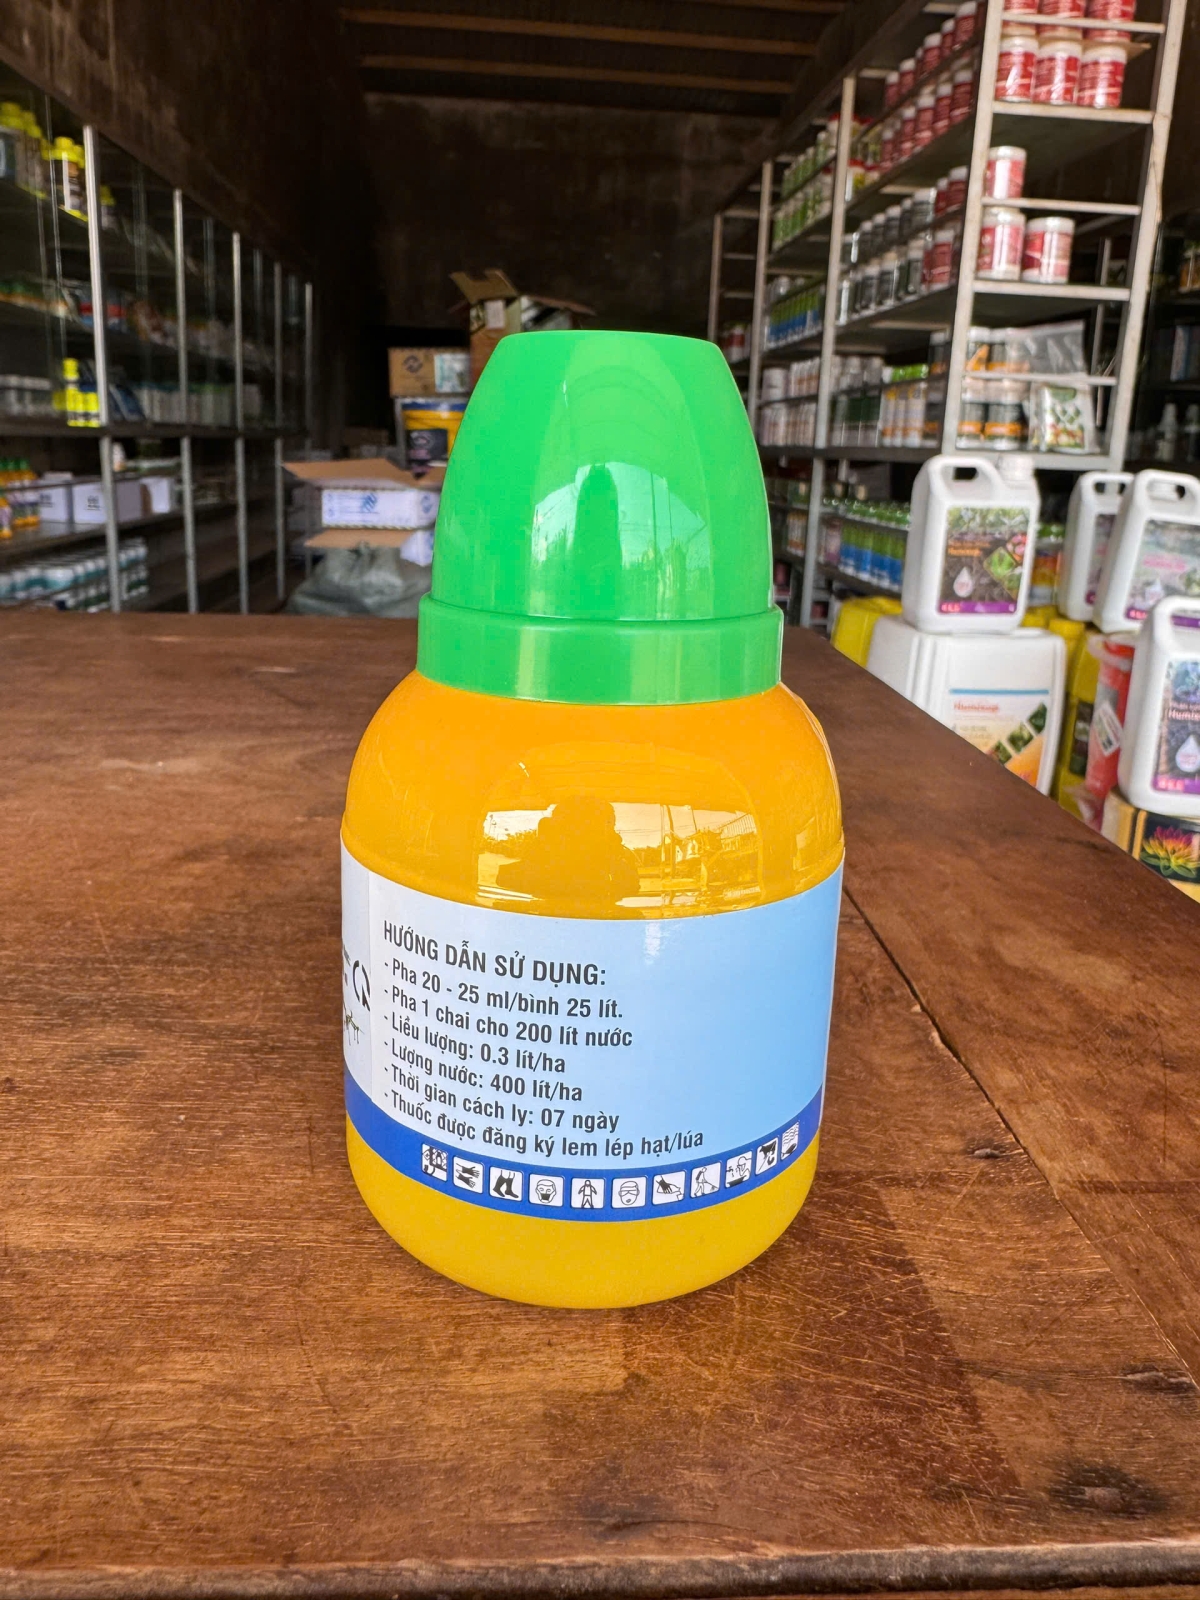 HƯỚNG DẪN SỬ DỤNG:
- Pha 20 - 25 ml/bình 25 lít.
- Pha 1 chai cho 200 lít nước
- Liều lượng: 0.3 lít/ha
- Lượng nước: 400 lít/ha
- Thời gian cách ly: 07 ngày
- Thuốc được đăng ký lem lép hạt/lúa